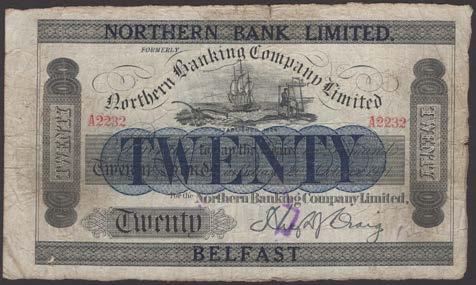 NORTHERN BANK LIMITED.
FORMERLY
Northern Banking Company Limited
A2232 A2232
TWENTY
TWENTY
TWENTY
For the Northern Banking Company Limited,
Twenty
BELFAST